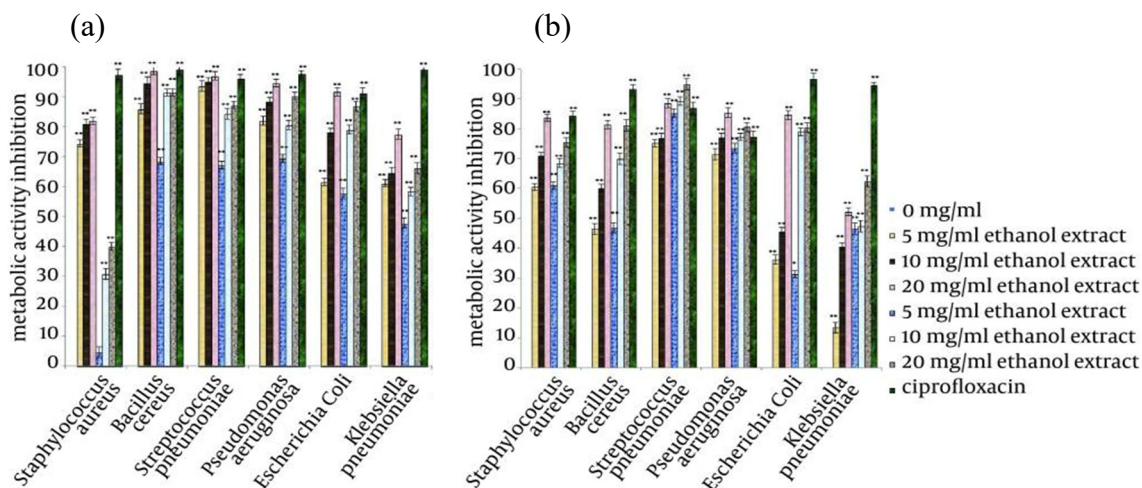 (a)
(b)
metabolic activity inhibition
100
90
80
70
60
50
40
30
20
10
0
Staphylococcus
aureus
Bacillus
cereus
Streptococcus
pneumoniae
Pseudomonas
aeruginosa
Escherichia Coli
Klebsiella
pneumoniae
metabolic activity inhibition
100
90
80
70
60
50
40
30
20
10
0
Staphylococcus
aureus
Bacillus
cereus
Streptococcus
pneumoniae
Pseudomonas
aeruginosa
Escherichia Coli
Klebsiella
pneumoniae
0 mg/ml
5 mg/ml ethanol extract
10 mg/ml ethanol extract
20 mg/ml ethanol extract
5 mg/ml ethanol extract
10 mg/ml ethanol extract
20 mg/ml ethanol extract
ciprofloxacin